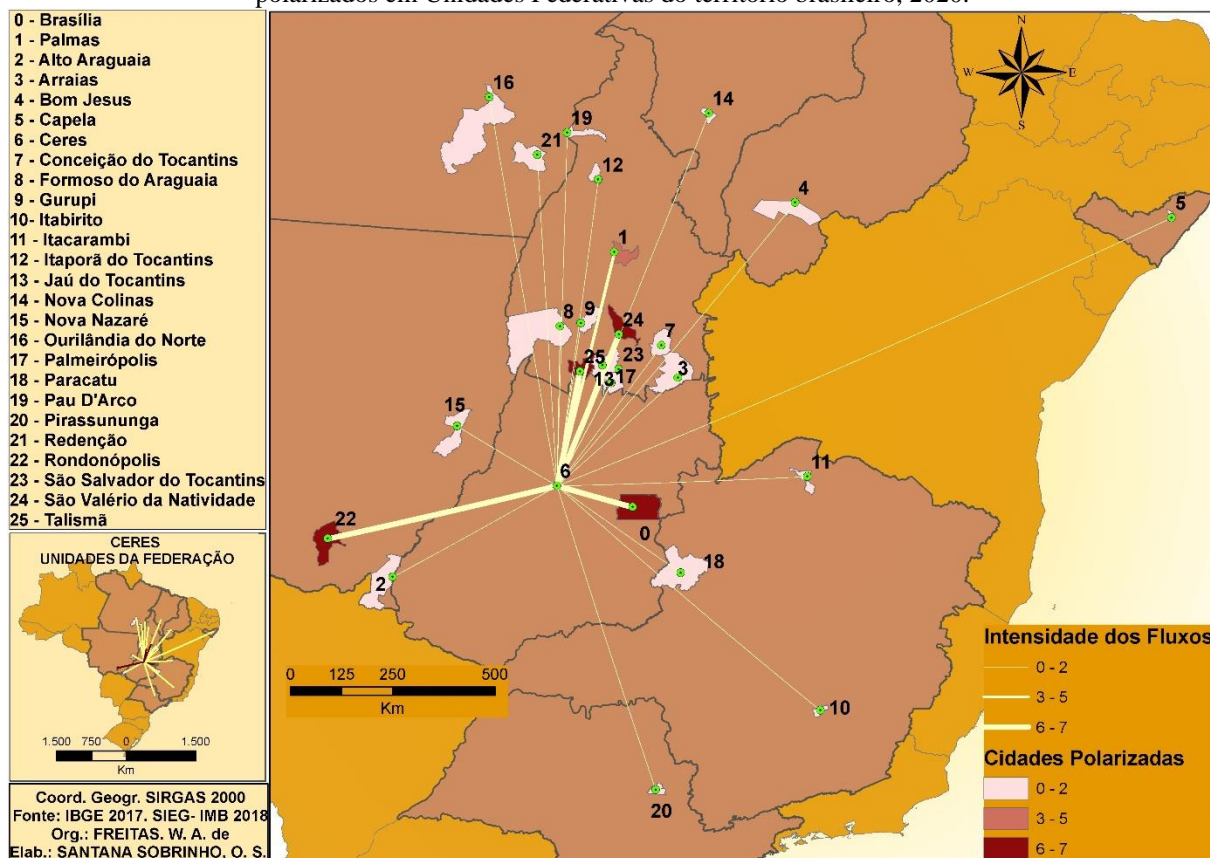 polarizados em Unidades Federativas do território brasileiro, 2020.
0 - Brasília
1 - Palmas
2 - Alto Araguaia
3 - Arraias
4 - Bom Jesus
5 - Capela
6 - Ceres
7 - Conceição do Tocantins
8 - Formoso do Araguaia
9 - Gurupi
10- Itabirito
11 - Itacarambi
12 - Itaporã do Tocantins
13 - Jaú do Tocantins
14 - Nova Colinas
15 - Nova Nazaré
16 - Ourilândia do Norte
17 - Palmeirópolis
18 - Paracatu
19 - Pau D'Arco
20 - Pirassununga
21 - Redenção
22 - Rondonópolis
23 - São Salvador do Tocantins
24 - São Valério da Natividade
25 - Talismã
CERES
UNIDADES DA FEDERAÇÃO
1.500 750 0 1.500
Km
Coord. Geogr. SIRGAS 2000
Fonte: IBGE 2017. SIEG- IMB 2018
Org.: FREITAS. W. A. de
Elab.: SANTANA SOBRINHO, O. S.
N
W E
S
16
14
19
21
12
4
5
1
8
9
24
7
23
25
3
13
17
15
6
11
22
0
18
2
10
20
0 125 250 500
Km
Intensidade dos Fluxos
0 - 2
3 - 5
6 - 7
Cidades Polarizadas
0 - 2
3 - 5
6 - 7